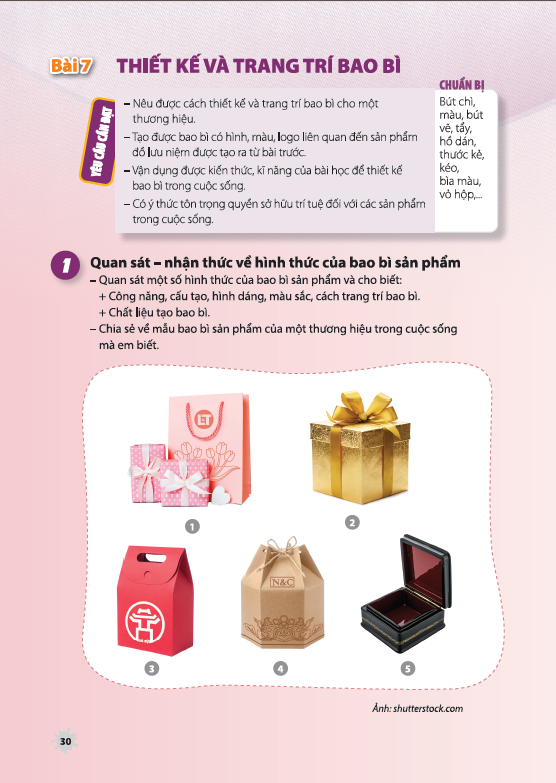 Bài 7
THIẾT KẾ VÀ TRANG TRÍ BAO BÌ
YÊU CẦU CẦN ĐẠT
– Nêu được cách thiết kế và trang trí bao bì cho một
thương hiệu.
– Tạo được bao bì có hình, màu, logo liên quan đến sản phẩm
đồ lưu niệm được tạo ra từ bài trước.
– Vận dụng được kiến thức, kĩ năng của bài học để thiết kế
bao bì trong cuộc sống.
– Có ý thức tôn trọng quyền sở hữu trí tuệ đối với các sản phẩm
trong cuộc sống.
CHUẨN BỊ
Bút chì,
màu, bút
vẽ, tẩy,
hồ dán,
thước kẻ,
kéo,
bìa màu,
vỏ hộp,...
1
Quan sát – nhận thức về hình thức của bao bì sản phẩm
– Quan sát một số hình thức của bao bì sản phẩm và cho biết:
+ Công năng, cấu tạo, hình dáng, màu sắc, cách trang trí bao bì.
+ Chất liệu tạo bao bì.
– Chia sẻ về mẫu bao bì sản phẩm của một thương hiệu trong cuộc sống
mà em biết.
LT
1
2
N&C
3
4
5
Ảnh: shutterstock.com
30